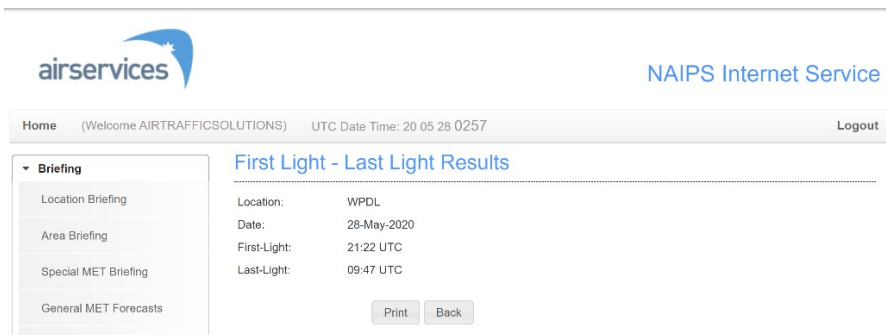 airservices
NAIPS Internet Service
Home (Welcome AIRTRAFFICSOLUTIONS) UTC Date Time: 20 05 28 0257 Logout
Briefing
Location Briefing
Area Briefing
Special MET Briefing
General MET Forecasts
First Light - Last Light Results
Location: WPDL
Date: 28-May-2020
First-Light: 21:22 UTC
Last-Light: 09:47 UTC
Print Back